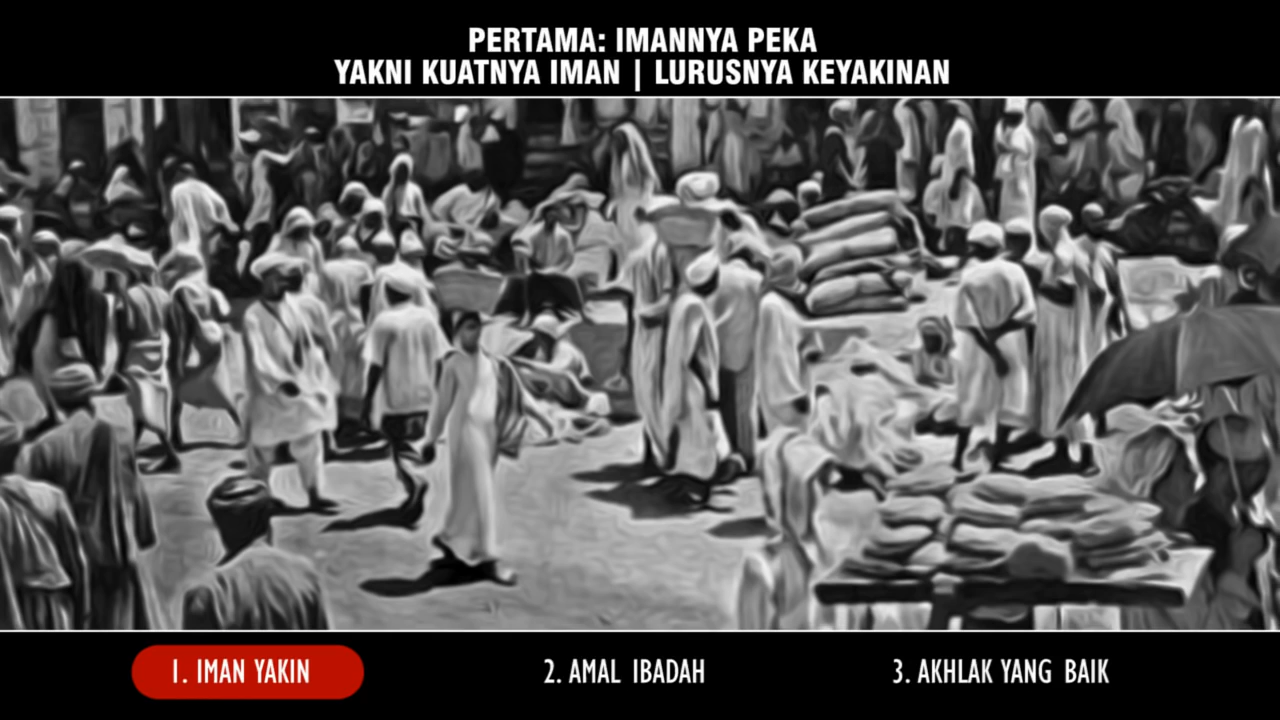 PERTAMA: IMANNYA PEKA
YAKNI KUATNYA IMAN | LURUSNYA KEYAKINAN
1. IMAN YAKIN
2. AMAL IBADAH
3. AKHLAK YANG BAIK